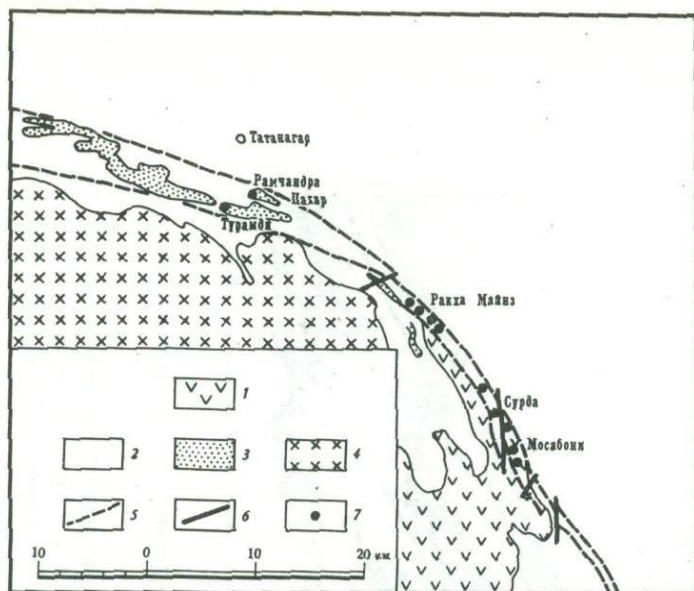 Татанагар
Рамчандра
Пахар
Турамди
Ракха Майнз
Сурда
Мосабони
1
2
3
4
5
6
7
10
0
10
20 км